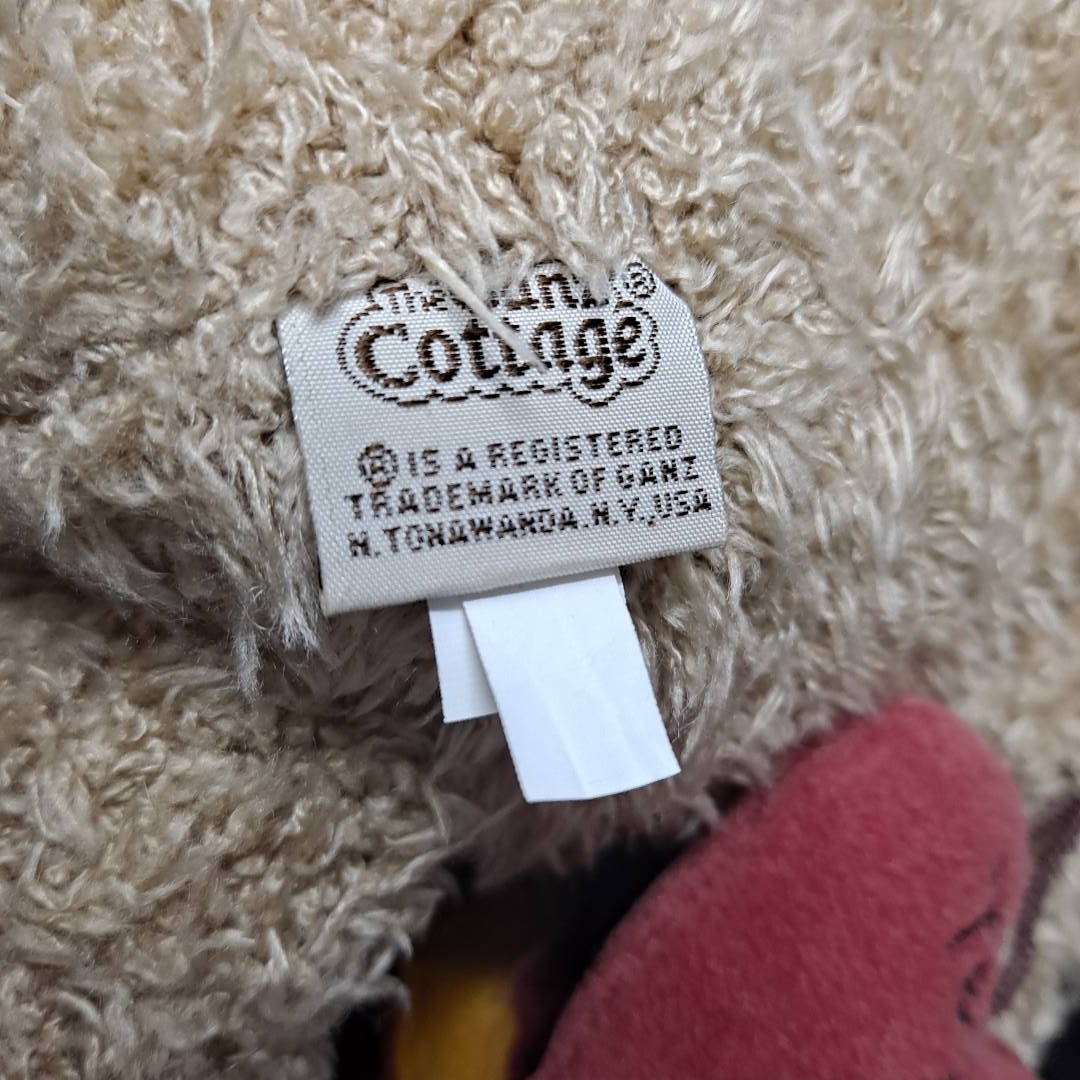 The
Cottage ®
® IS A REGISTERED
TRADEMARK OF GANZ
N. TONAWANDA. N.Y., USA